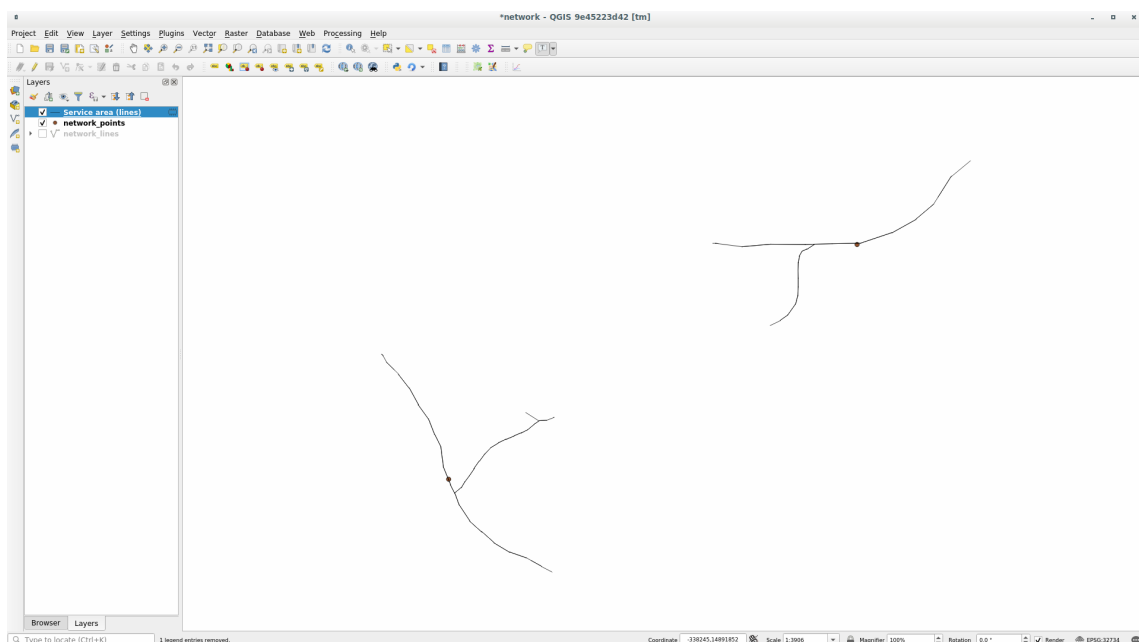 *network - QGIS 9e45223d42 [tm]
Project Edit View Layer Settings Plugins Vector Raster Database Web Processing Help
Layers
Service area (lines)
network_points
network_lines
Browser Layers
Type to locate (Ctrl+K) 1 legend entries removed. Coordinate -338245,14891852 Scale 1:3906 Magnifier 100% Rotation 0.0 ° Render EPSG:32734